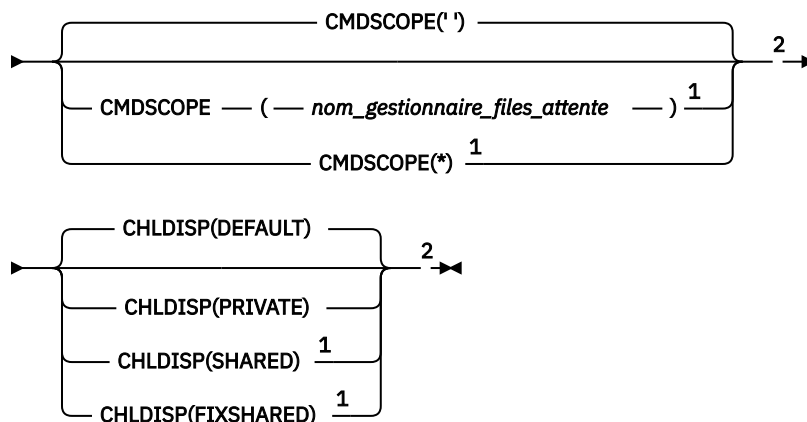 CMDSCOPE(' ')
2
CMDSCOPE ( nom_gestionnaire_files_attente ) 1
CMDSCOPE(*) 1
CHLDISP(DEFAULT)
2
CHLDISP(PRIVATE)
CHLDISP(SHARED) 1
CHLDISP(FIXSHARED) 1